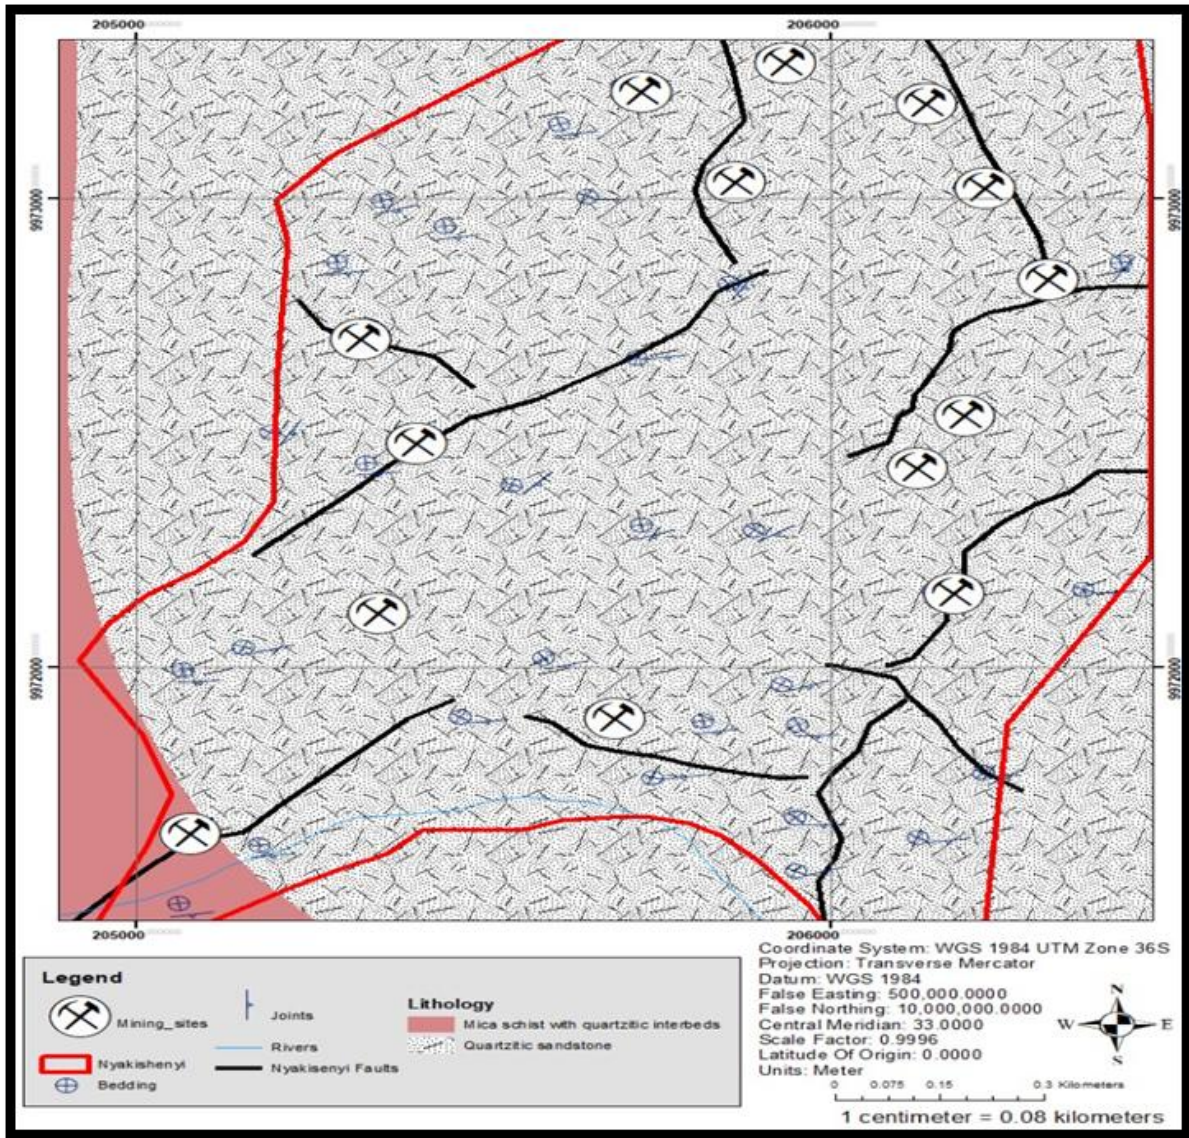 205000
206000
9973000
9973000
9972000
9972000
205000
206000
Legend
Mining_sites
Nyakishenyi
Bedding
Joints
Rivers
Nyakisenyi Faults
Lithology
Mica schist with quartzitic interbeds
Quartzitic sandstone
Coordinate System: WGS 1984 UTM Zone 36S
Projection: Transverse Mercator
Datum: WGS 1984
False Easting: 500,000.0000
False Northing: 10,000,000.0000
Central Meridian: 33.0000
Scale Factor: 0.9996
Latitude Of Origin: 0.0000
Units: Meter
N
W
E
S
0 0.075 0.15 0.3 Kilometers
1 centimeter = 0.08 kilometers